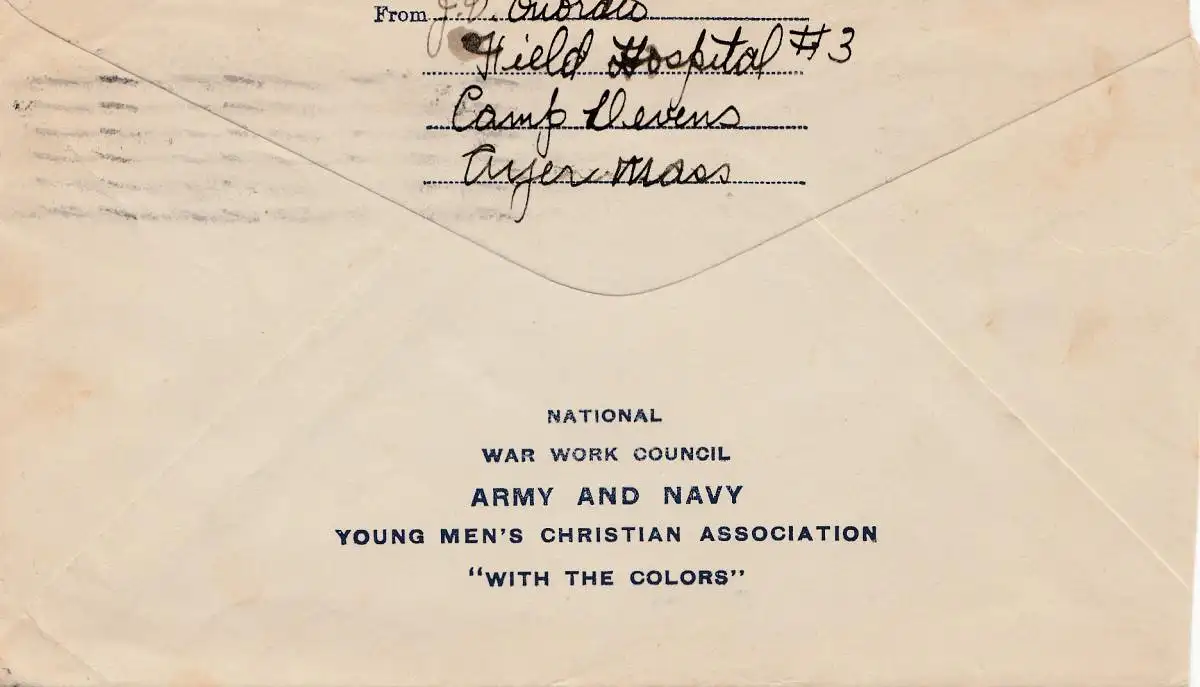 From J.V.
Field Hospital #3
Camp Devens
Ayer Mass
NATIONAL
WAR WORK COUNCIL
ARMY AND NAVY
YOUNG MEN'S CHRISTIAN ASSOCIATION
"WITH THE COLORS"